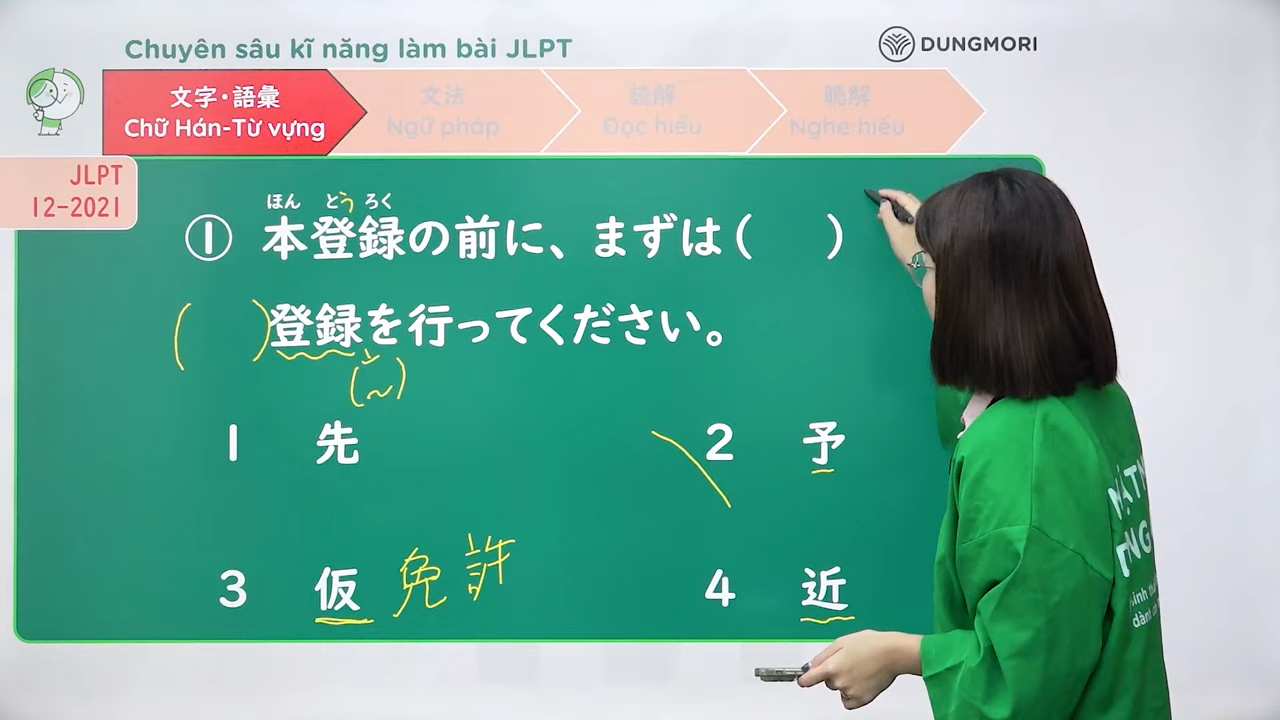 Chuyên sâu kĩ năng làm bài JLPT
DUNGMORI
文字・語彙
Chữ Hán-Từ vựng
文法
Ngữ pháp
読解
Đọc hiểu
聴解
Nghe hiểu
JLPT
12-2021
ほん とう ろく
① 本登録の前に、まずは( )
( )登録を行ってください。
(~)
1 先
2 予
3 仮免許
4 近